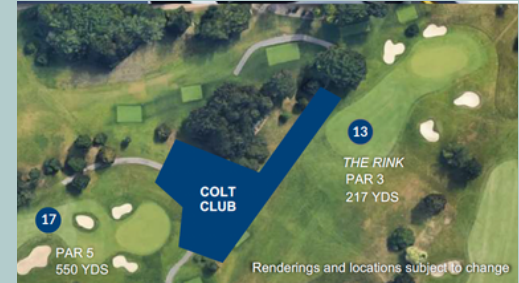 13
THE RINK
PAR 3
217 YDS
COLT
CLUB
17
PAR 5
550 YDS
Renderings and locations subject to change